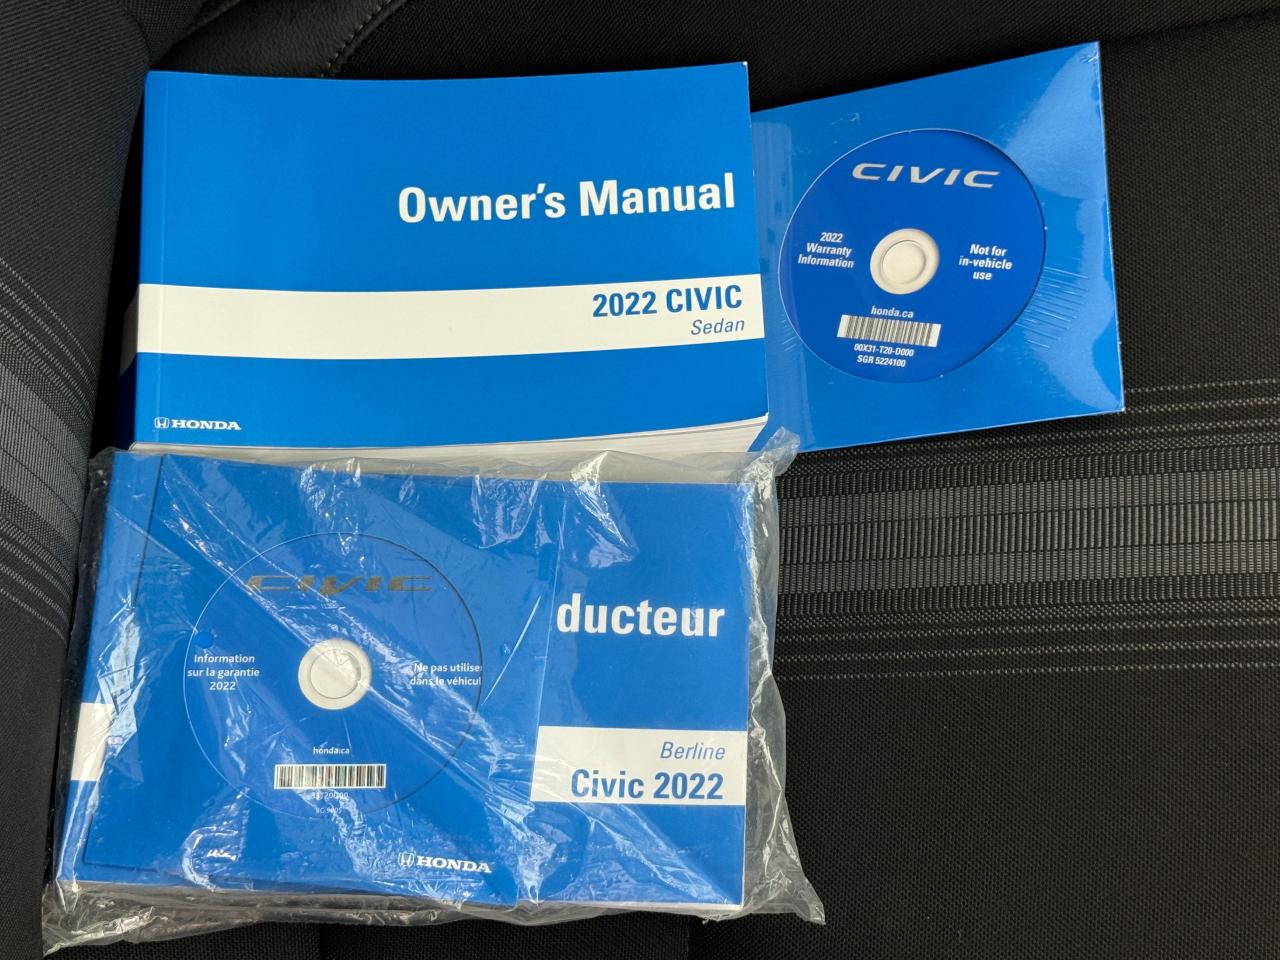 Owner's Manual
2022 CIVIC
Sedan
HONDA
CIVIC
2022
Warranty
Information
Not for
in-vehicle
use
honda.ca
00X31-T20-D000
SGR 5224100
ducteur
Berline
Civic 2022
CIVIC
Information
sur la garantie
2022
Ne pas utilise
dans le véhicul
honda.ca
HONDA